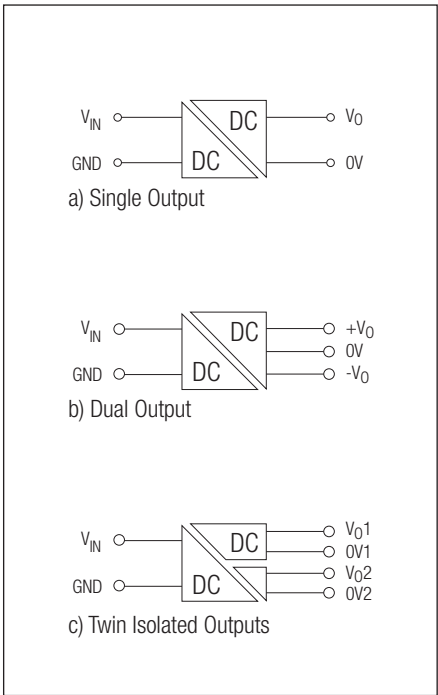 V_IN DC V_O
GND DC 0V
a) Single Output
V_IN DC +V_O
0V
GND DC -V_O
b) Dual Output
V_IN DC V_O1
0V1
V_O2
GND DC 0V2
c) Twin Isolated Outputs